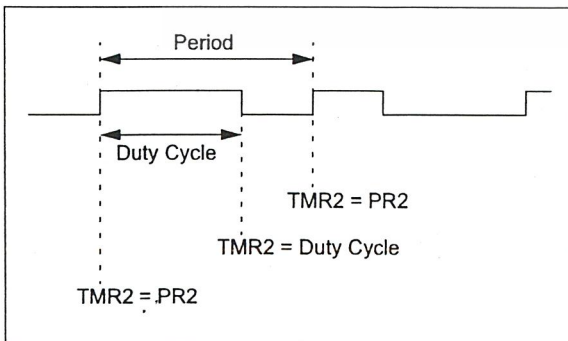 Period
Duty Cycle
TMR2 = PR2
TMR2 = Duty Cycle
TMR2 = PR2